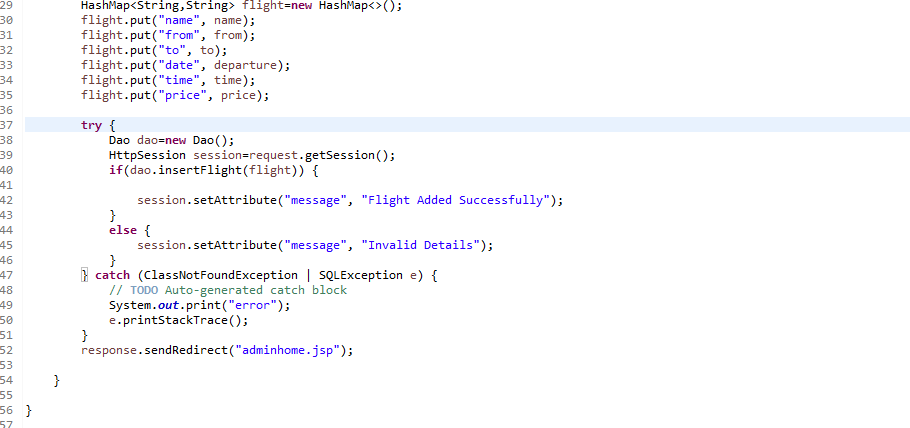 29 HashMap<String,String> flight=new HashMap<>();
30 flight.put("name", name);
31 flight.put("from", from);
32 flight.put("to", to);
33 flight.put("date", departure);
34 flight.put("time", time);
35 flight.put("price", price);
36
37 try {
38 Dao dao=new Dao();
39 HttpSession session=request.getSession();
40 if(dao.insertFlight(flight)) {
41
42 session.setAttribute("message", "Flight Added Successfully");
43 }
44 else {
45 session.setAttribute("message", "Invalid Details");
46 }
47 } catch (ClassNotFoundException | SQLException e) {
48 // TODO Auto-generated catch block
49 System.out.print("error");
50 e.printStackTrace();
51 }
52 response.sendRedirect("adminhome.jsp");
53
54 }
55
56 }
57